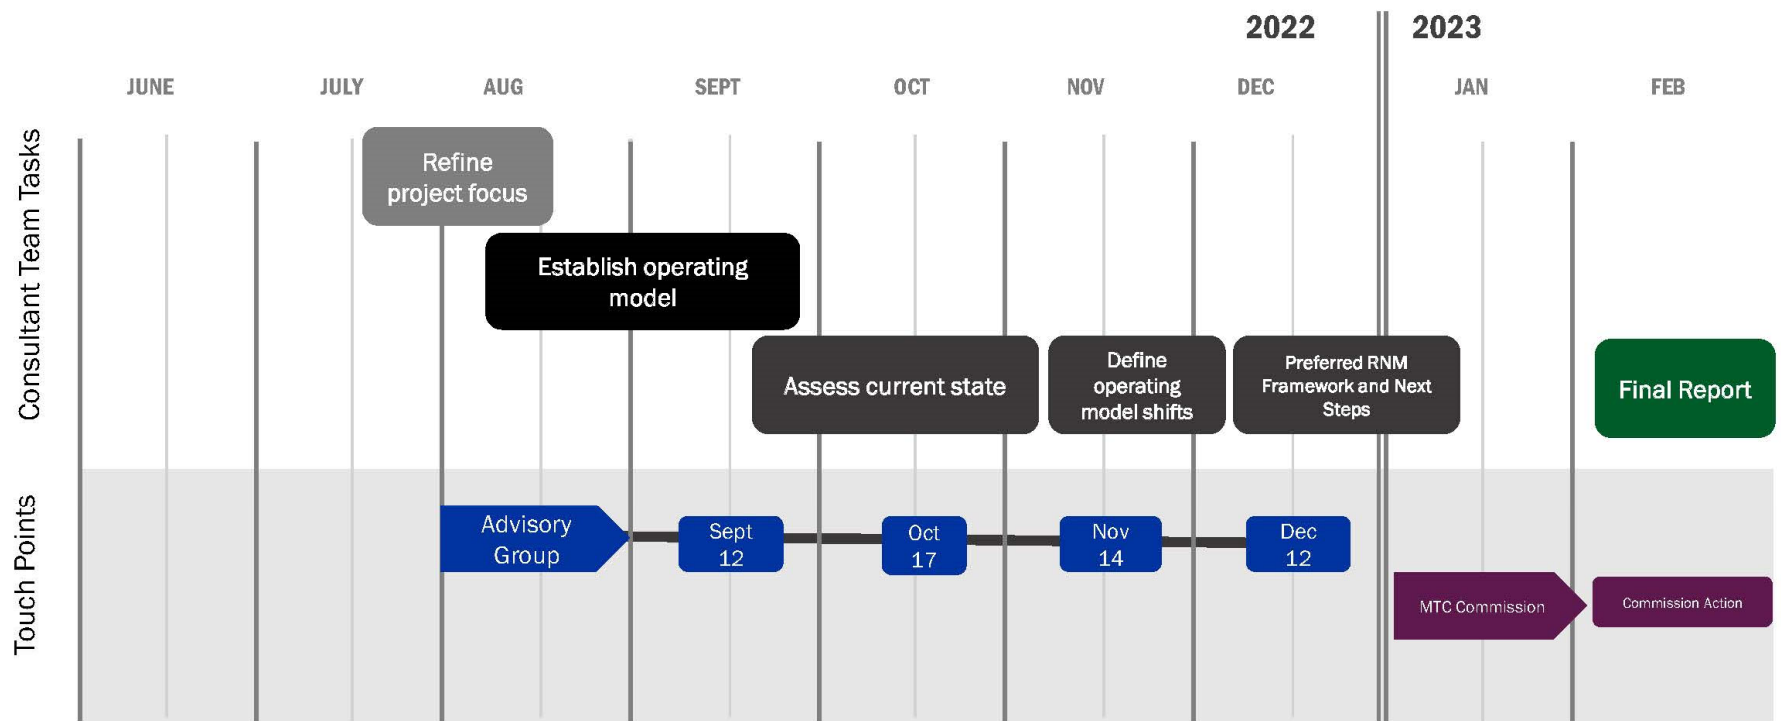 2022
2023
JUNE
JULY
AUG
SEPT
OCT
NOV
DEC
JAN
FEB
Consultant Team Tasks
Refine
project focus
Establish operating
model
Assess current state
Define
operating
model shifts
Preferred RNM
Framework and Next
Steps
Final Report
Touch Points
Advisory
Group
Sept
12
Oct
17
Nov
14
Dec
12
MTC Commission
Commission Action